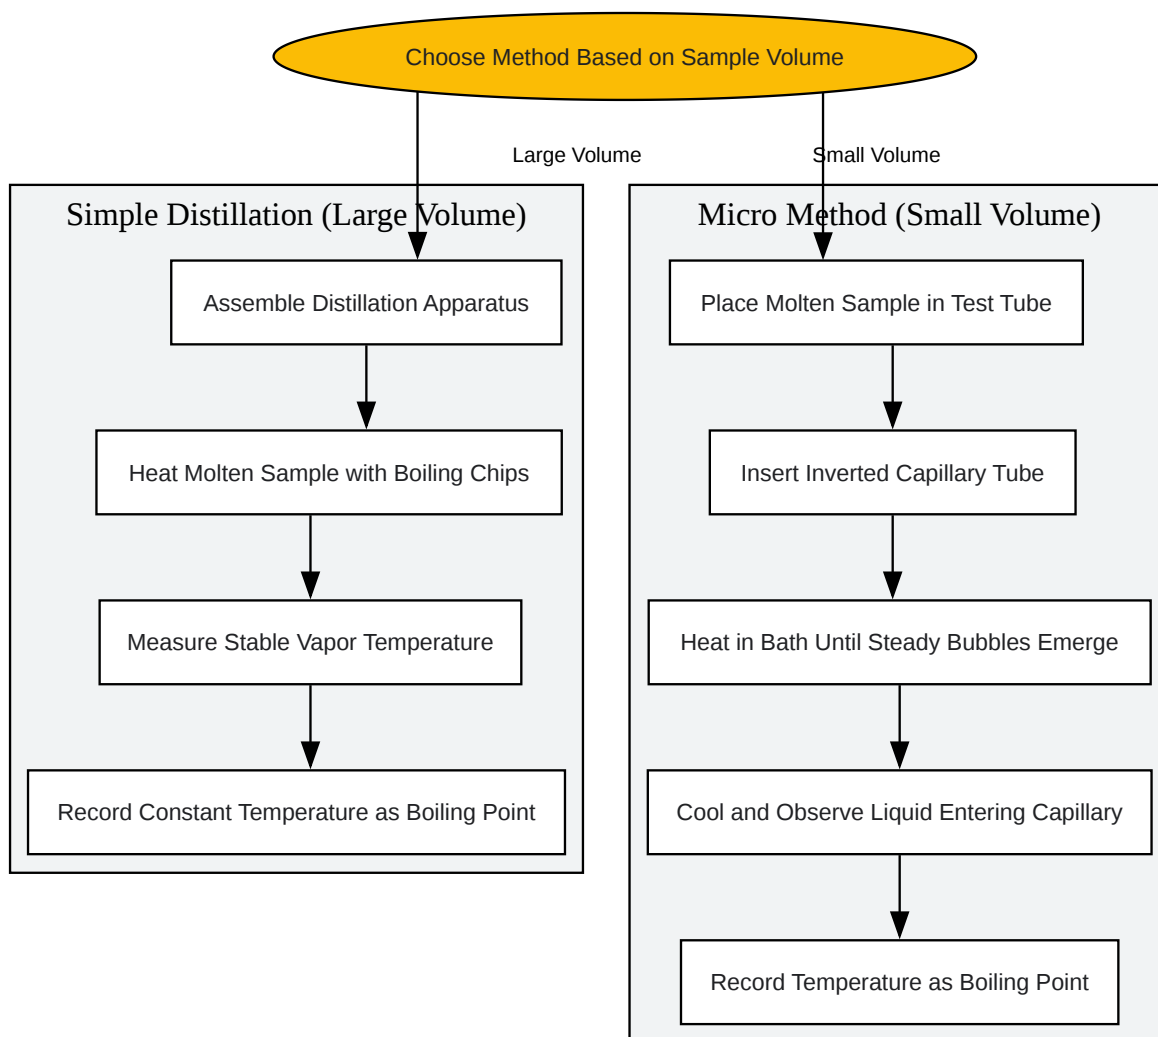 Choose Method Based on Sample Volume
Large Volume
Small Volume
Simple Distillation (Large Volume)
Assemble Distillation Apparatus
Heat Molten Sample with Boiling Chips
Measure Stable Vapor Temperature
Record Constant Temperature as Boiling Point
Micro Method (Small Volume)
Place Molten Sample in Test Tube
Insert Inverted Capillary Tube
Heat in Bath Until Steady Bubbles Emerge
Cool and Observe Liquid Entering Capillary
Record Temperature as Boiling Point